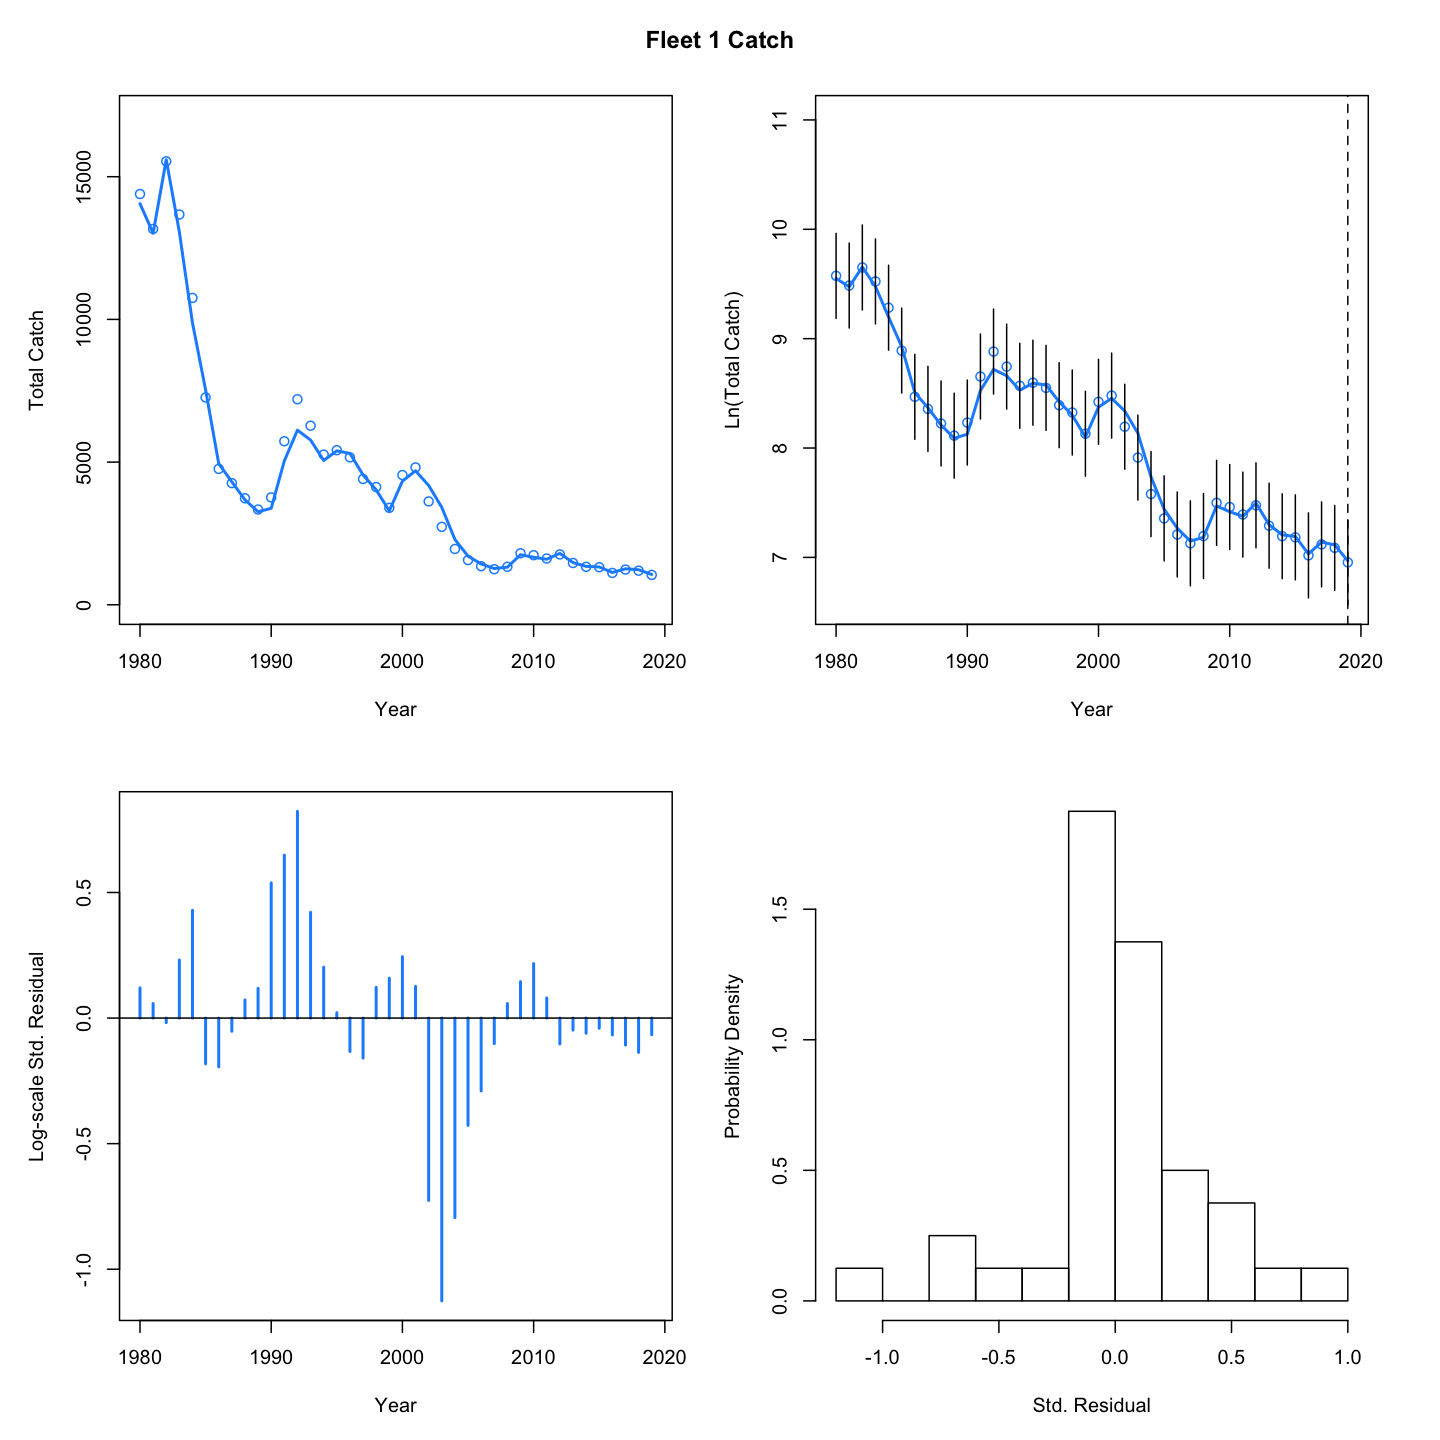 Fleet 1 Catch
Total Catch
15000
10000
5000
0
1980 1990 2000 2010 2020
Year
Ln(Total Catch)
11
10
9
8
7
1980 1990 2000 2010 2020
Year
Log-scale Std. Residual
0.5
0.0
-0.5
-1.0
1980 1990 2000 2010 2020
Year
Probability Density
1.5
1.0
0.5
0.0
-1.0 -0.5 0.0 0.5 1.0
Std. Residual